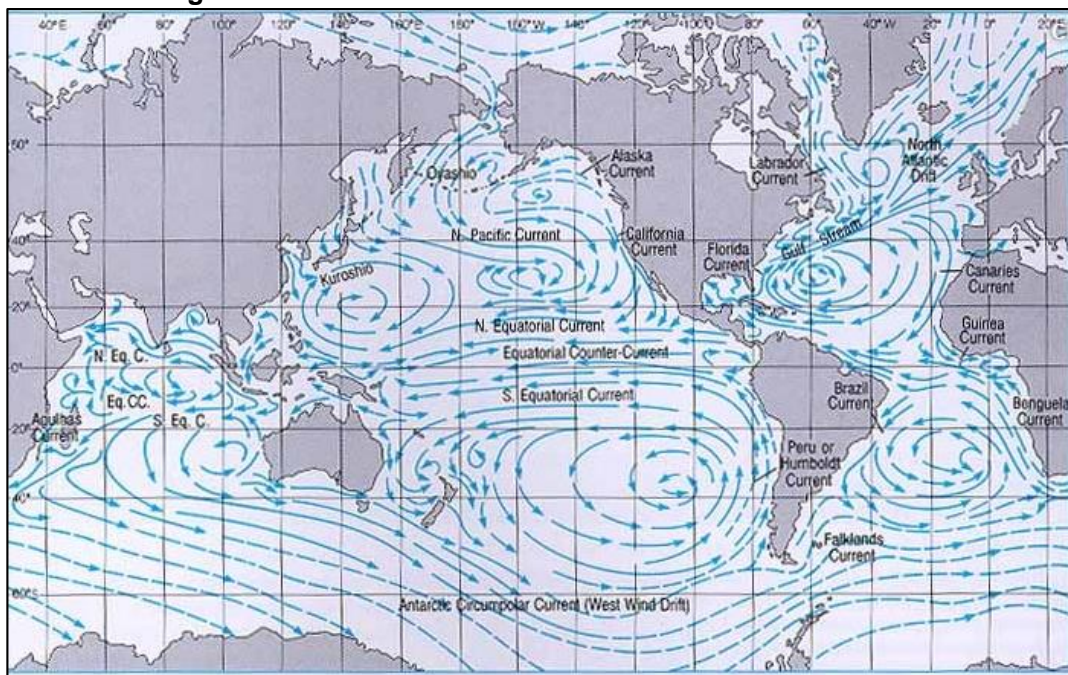 40°E
60°
80°
100°
120°
140°
160°
180°
160°
140°
120°
100°
80°
60°
40°W
20°
0°
20°E
60°
40°
20°
0°
20°
40°
60°S
Oyashio
Alaska
Current
Labrador
Current
North
Atlantic
Drift
N. Pacific Current
California
Current
Florida
Current
Gulf Stream
Canaries
Current
Kuroshio
N. Equatorial Current
Guinea
Current
N. Eq. C.
Equatorial Counter-Current
Eq.CC.
S. Equatorial Current
Brazil
Current
Benguela
Current
Agulhas
Current
S. Eq. C.
Peru or
Humboldt
Current
Falklands
Current
Antarctic Circumpolar Current (West Wind Drift)